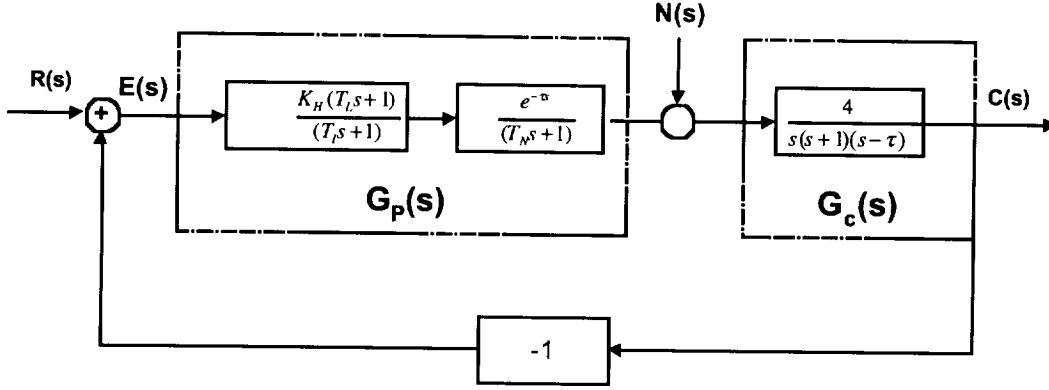 N(s)
R(s)
E(s)
+
K_H (T_L s+1)
(T_I s+1)
e^{-τs}
(T_N s+1)
4
s(s+1)(s−τ)
C(s)
G_P(s)
G_c(s)
-1